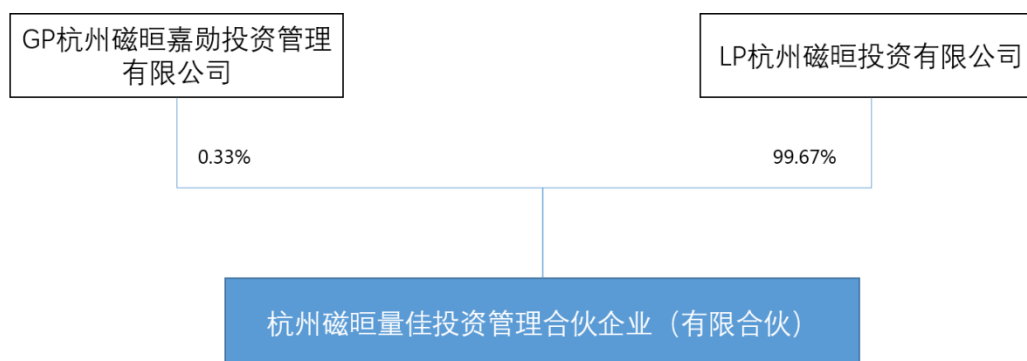 GP杭州磁晅嘉勋投资管理
有限公司
LP杭州磁晅投资有限公司
0.33%
99.67%
杭州磁晅量佳投资管理合伙企业（有限合伙）